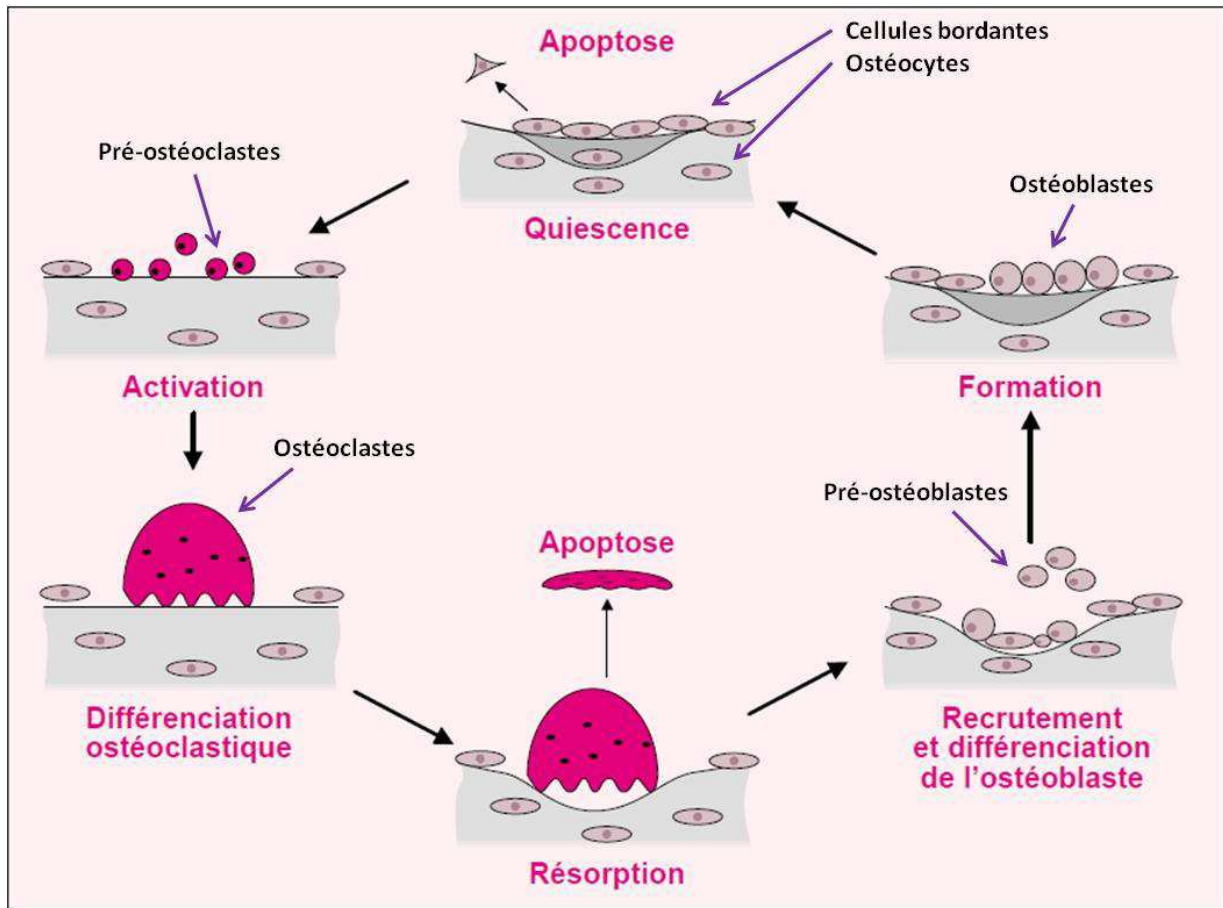 Apoptose
Cellules bordantes
Ostéocytes
Pré-ostéoclastes
Ostéoblastes
Quiescence
Activation
Formation
Ostéoclastes
Pré-ostéoblastes
Apoptose
Différenciation
ostéoclastique
Recrutement
et différenciation
de l'ostéoblaste
Résorption